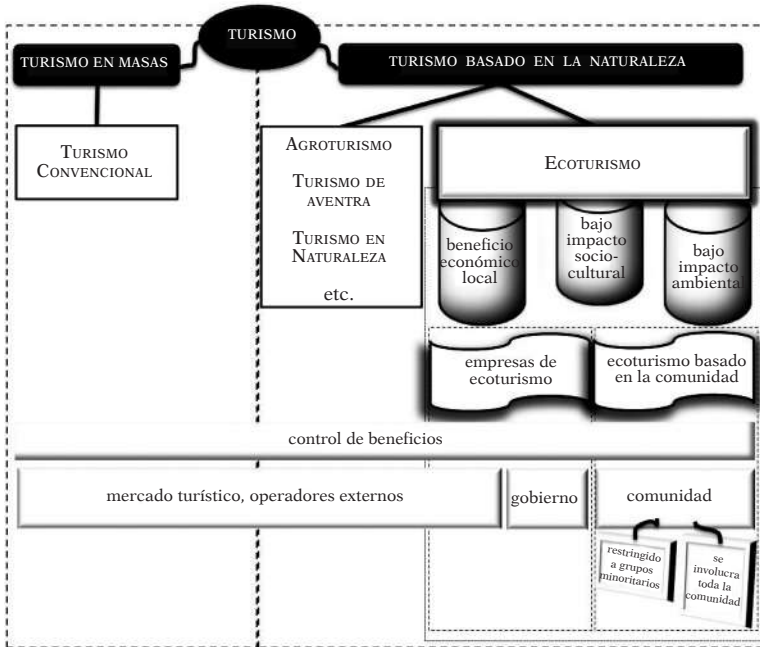 TURISMO
TURISMO EN MASAS
TURISMO BASADO EN LA NATURALEZA
TURISMO
CONVENCIONAL
AGROTURISMO
TURISMO DE
AVENTRA
TURISMO EN
NATURALEZA
etc.
ECOTURISMO
beneficio
económico
local
bajo
impacto
socio-
cultural
bajo
impacto
ambiental
empresas de
ecoturismo
ecoturismo basado
en la comunidad
control de beneficios
mercado turístico, operadores externos
gobierno
comunidad
restringido
a grupos
minoritarios
se
involucra
toda la
comunidad